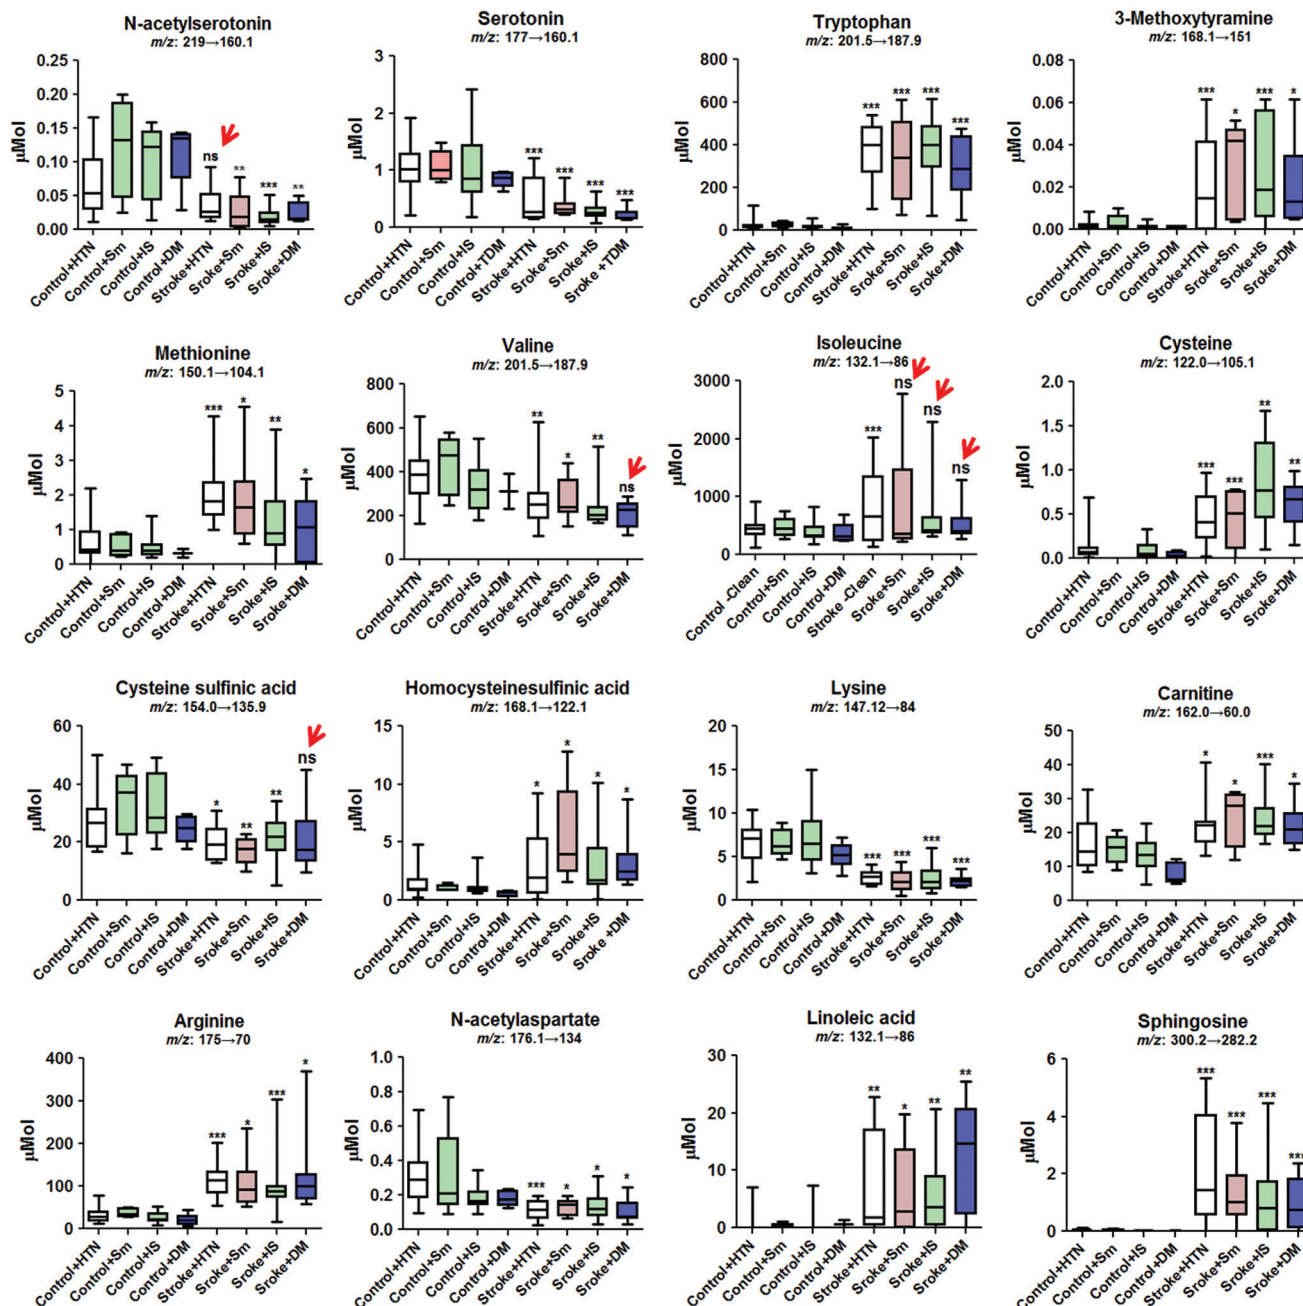 N-acetylserotonin
m/z: 219→160.1
0.25
0.20
0.15
0.10
0.05
0.00
µMol
ns
**
***
**
Control+HTN
Control+Sm
Control+IS
Control+DM
Stroke+HTN
Sroke+Sm
Sroke+IS
Sroke+DM
Serotonin
m/z: 177→160.1
3
2
1
0
µMol
***
***
***
***
Control+HTN
Control+Sm
Control+IS
Control+TDM
Stroke+HTN
Sroke+Sm
Sroke+IS
Sroke +TDM
Tryptophan
m/z: 201.5→187.9
800
600
400
200
0
µMol
***
***
***
***
Control+HTN
Control+Sm
Control+IS
Control+DM
Stroke+HTN
Sroke+Sm
Sroke+IS
Sroke+DM
3-Methoxytyramine
m/z: 168.1→151
0.08
0.06
0.04
0.02
0.00
µMol
***
*
***
*
Control+HTN
Control+Sm
Control+IS
Control+DM
Stroke+HTN
Sroke+Sm
Sroke+IS
Sroke+DM
Methionine
m/z: 150.1→104.1
5
4
3
2
1
0
µMol
***
*
**
*
Control+HTN
Control+Sm
Control+IS
Control+DM
Stroke+HTN
Sroke+Sm
Sroke+IS
Sroke+DM
Valine
m/z: 201.5→187.9
800
600
400
200
0
µMol
**
*
**
ns
Control+HTN
Control+Sm
Control+IS
Control+DM
Stroke+HTN
Sroke+Sm
Sroke+IS
Sroke+DM
Isoleucine
m/z: 132.1→86
3000
2000
1000
0
µMol
***
ns
ns
ns
Control -Clean
Control+Sm
Control+IS
Control+DM
Stroke -Clean
Sroke+Sm
Sroke+IS
Sroke+DM
Cysteine
m/z: 122.0→105.1
2.0
1.5
1.0
0.5
0.0
µMol
***
***
**
**
Control+HTN
Control+Sm
Control+IS
Control+DM
Stroke+HTN
Sroke+Sm
Sroke+IS
Sroke+DM
Cysteine sulfinic acid
m/z: 154.0→135.9
60
40
20
0
µMol
*
**
**
ns
Control+HTN
Control+Sm
Control+IS
Control+DM
Stroke+HTN
Sroke+Sm
Sroke+IS
Sroke+DM
Homocysteinesulfinic acid
m/z: 168.1→122.1
15
10
5
0
µMol
*
*
*
*
Control+HTN
Control+Sm
Control+IS
Control+DM
Stroke+HTN
Sroke+Sm
Sroke+IS
Sroke+DM
Lysine
m/z: 147.12→84
20
15
10
5
0
µMol
***
***
***
***
Control+HTN
Control+Sm
Control+IS
Control+DM
Stroke+HTN
Sroke+Sm
Sroke+IS
Sroke+DM
Carnitine
m/z: 162.0→60.0
50
40
30
20
10
0
µMol
*
*
***
*
Control+HTN
Control+Sm
Control+IS
Control+DM
Stroke+HTN
Sroke+Sm
Sroke+IS
Sroke+DM
Arginine
m/z: 175→70
400
300
200
100
0
µMol
***
*
***
*
Control+HTN
Control+Sm
Control+IS
Control+DM
Stroke+HTN
Sroke+Sm
Sroke+IS
Sroke+DM
N-acetylaspartate
m/z: 176.1→134
1.0
0.8
0.6
0.4
0.2
0.0
µMol
***
*
*
*
Control+HTN
Control+Sm
Control+IS
Control+DM
Stroke+HTN
Sroke+Sm
Sroke+IS
Sroke+DM
Linoleic acid
m/z: 132.1→86
30
20
10
0
µMol
**
*
**
**
Control+HTN
Control+Sm
Control+IS
Control+DM
Stroke+HTN
Sroke+Sm
Sroke+IS
Sroke+DM
Sphingosine
m/z: 300.2→282.2
6
4
2
0
µMol
***
***
***
***
Control+HTN
Control+Sm
Control+IS
Control+DM
Stroke+HTN
Sroke+Sm
Sroke+IS
Sroke+DM